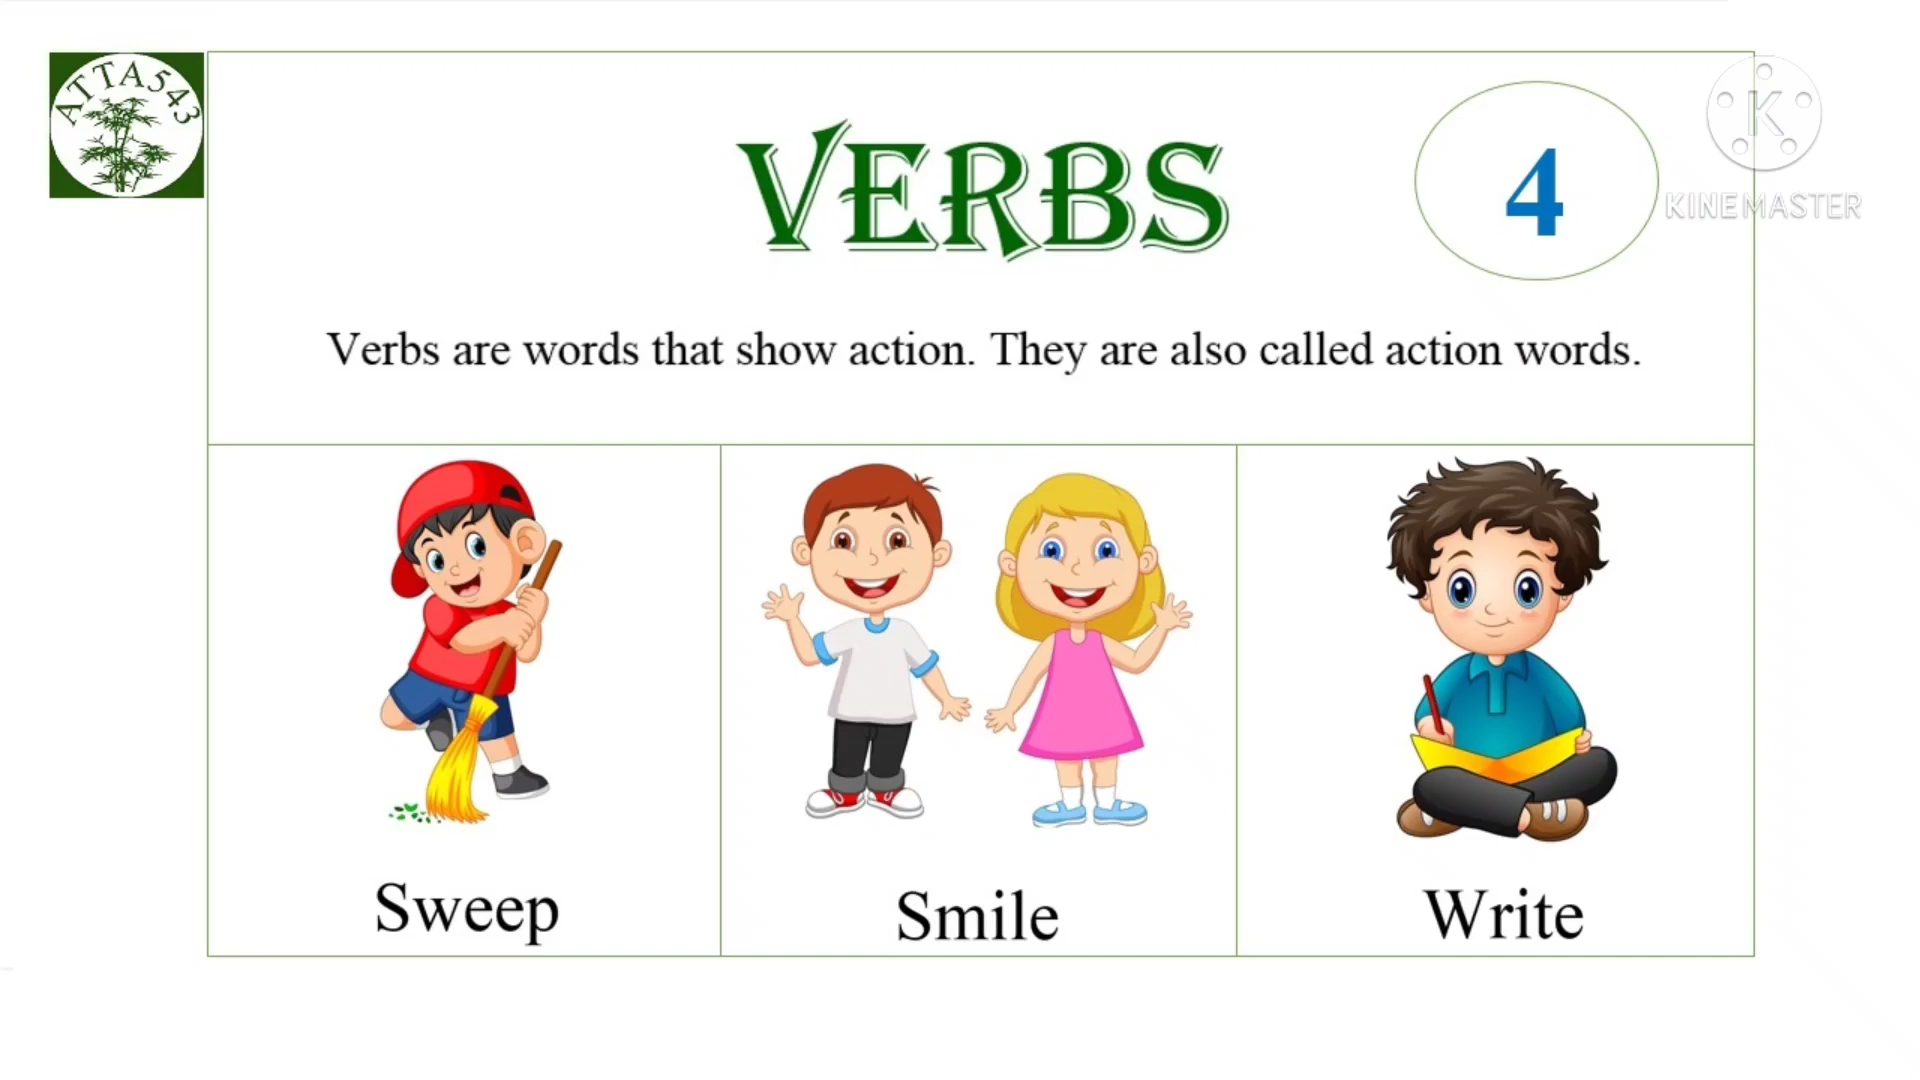 ATTA543
VERBS
4
K
KINEMASTER
Verbs are words that show action. They are also called action words.
Sweep
Smile
Write